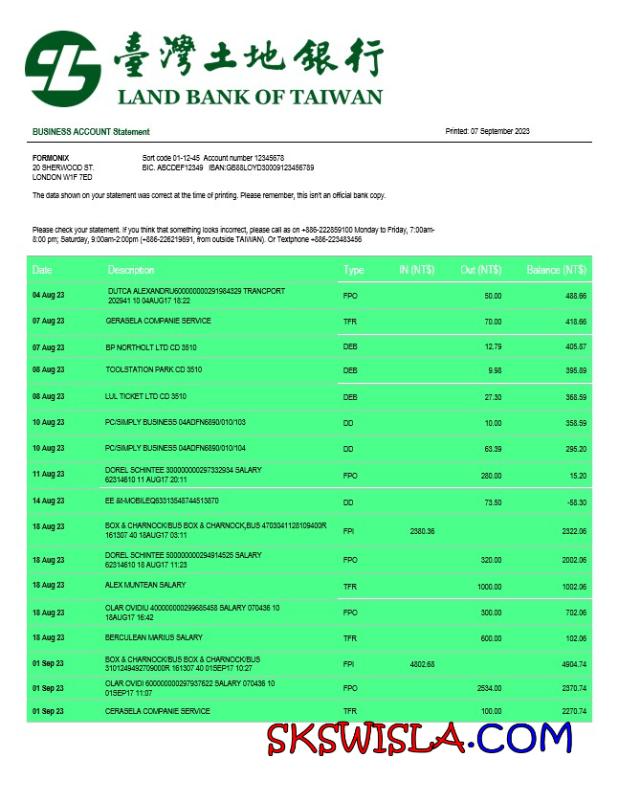 臺灣土地銀行
LAND BANK OF TAIWAN
BUSINESS ACCOUNT Statement Printed: 07 September 2023
FORMONIX Sort code 01-12-45 Account number 12345678
20 SHERWOOD ST. BIC. ABCDEF12349 IBAN:GB88LOYD30009123456789
LONDON W1F 7ED
The data shown on your statement was correct at the time of printing. Please remember, this isn't an official bank copy.
Please check your statement. If you think that something looks incorrect, please call as on +886-222859100 Monday to Friday, 7:00am-
8:00 pm; Saturday, 9:00am-2:00pm (+886-226219691, from outside TAIWAN). Or Textphone +886-223483456
Date Description Type IN (NT$) Out (NT$) Balance (NT$)
04 Aug 23 DUTCA ALEXANDRU600000000291984329 TRANCPORT
202941 10 04AUG17 18:22 FPO 50.00 488.66
07 Aug 23 GERASELA COMPANIE SERVICE TFR 70.00 418.66
07 Aug 23 BP NORTHOLT LTD CD 3510 DEB 12.79 405.87
08 Aug 23 TOOLSTATION PARK CD 3510 DEB 9.98 395.89
08 Aug 23 LUL TICKET LTD CD 3510 DEB 27.30 368.59
10 Aug 23 PC/SIMPLY BUSINESS 04ADFN6890/010/103 DD 10.00 358.59
10 Aug 23 PC/SIMPLY BUSINESS 04ADFN6890/010/104 DD 63.39 295.20
11 Aug 23 DOREL SCHINTEE 300000000297332934 SALARY
62314610 11 AUG17 20:11 FPO 280.00 15.20
14 Aug 23 EE &t-MOBILEQ63313548744513870 DD 73.50 -58.30
18 Aug 23 BOX & CHARNOCK/BUS BOX & CHARNOCK,BUS 4703041128109400R
161307 40 18AUG17 03:11 FPI 2380.36 2322.06
18 Aug 23 DOREL SCHINTEE 500000000294914525 SALARY
62314610 18 AUG17 11:23 FPO 320.00 2002.06
18 Aug 23 ALEX MUNTEAN SALARY TFR 1000.00 1002.06
18 Aug 23 OLAR OVIDIU 400000000299685458 SALARY 070436 10
18AUG17 16:42 FPO 300.00 702.06
18 Aug 23 BERCULEAN MARIUS SALARY TFR 600.00 102.06
01 Sep 23 BOX & CHARNOCK/BUS BOX & CHARNOCK/BUS
3101249492709000R 161307 40 01SEP17 10:27 FPI 4802.68 4904.74
01 Sep 23 OLAR OVIDI 600000000297937622 SALARY 070436 10
01SEP17 11:07 FPO 2534.00 2370.74
01 Sep 23 CERASELA COMPANIE SERVICE TFR 100.00 2270.74
SKSWISLA.COM